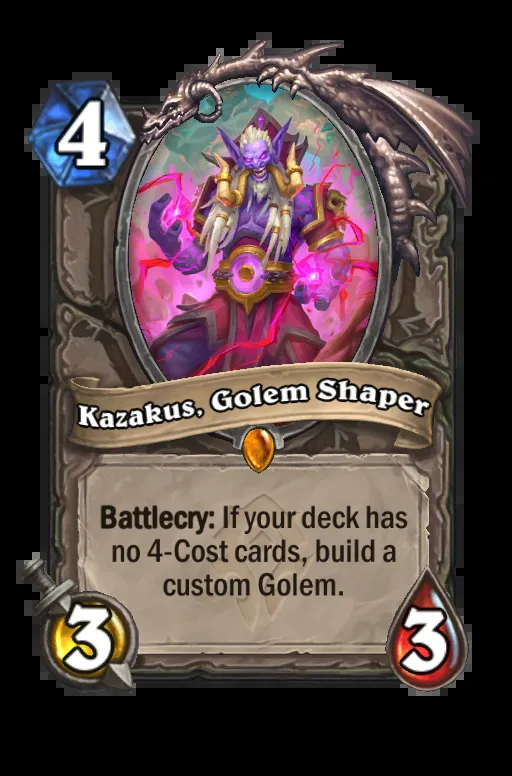 4
Kazakus, Golem Shaper
Battlecry: If your deck has
no 4-Cost cards, build a
custom Golem.
3
3